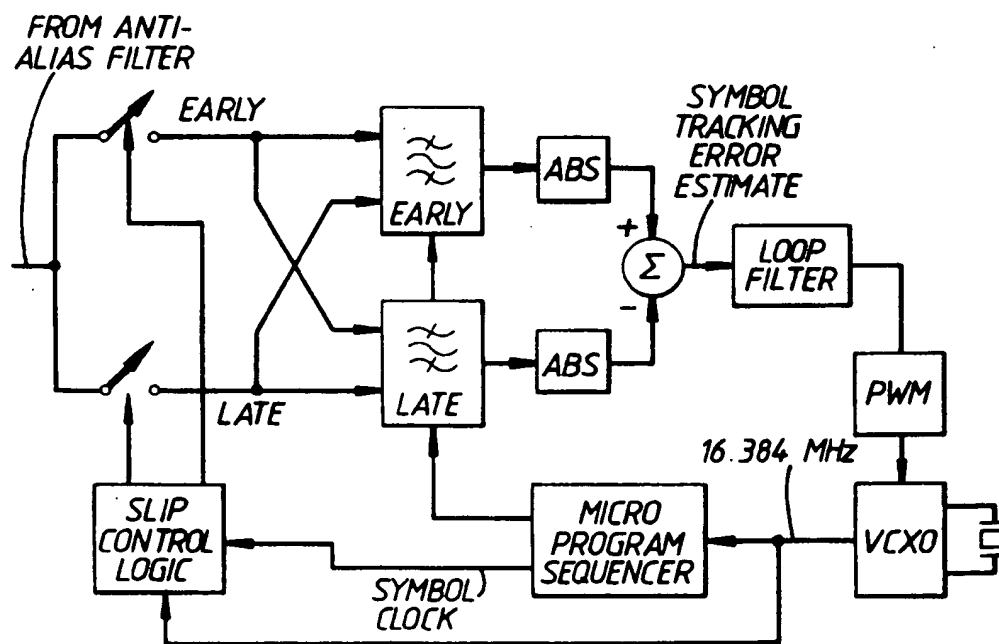 FROM ANTI-
ALIAS FILTER
EARLY
SYMBOL
TRACKING
ERROR
ESTIMATE
EARLY
ABS
+
Σ
-
LOOP
FILTER
LATE
LATE
ABS
PWM
16.384 MHz
SLIP
CONTROL
LOGIC
SYMBOL
CLOCK
MICRO
PROGRAM
SEQUENCER
VCXO